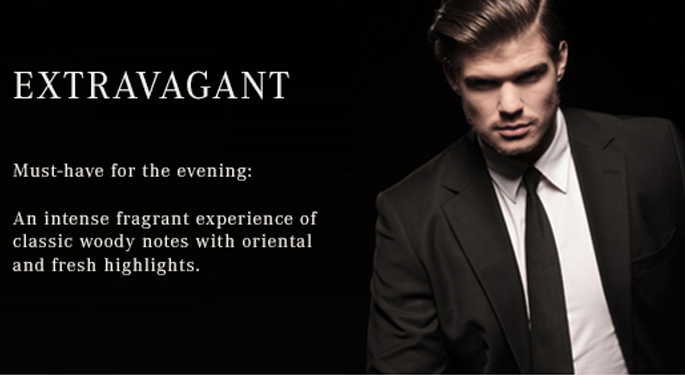 EXTRAVAGANT
Must-have for the evening:
An intense fragrant experience of
classic woody notes with oriental
and fresh highlights.